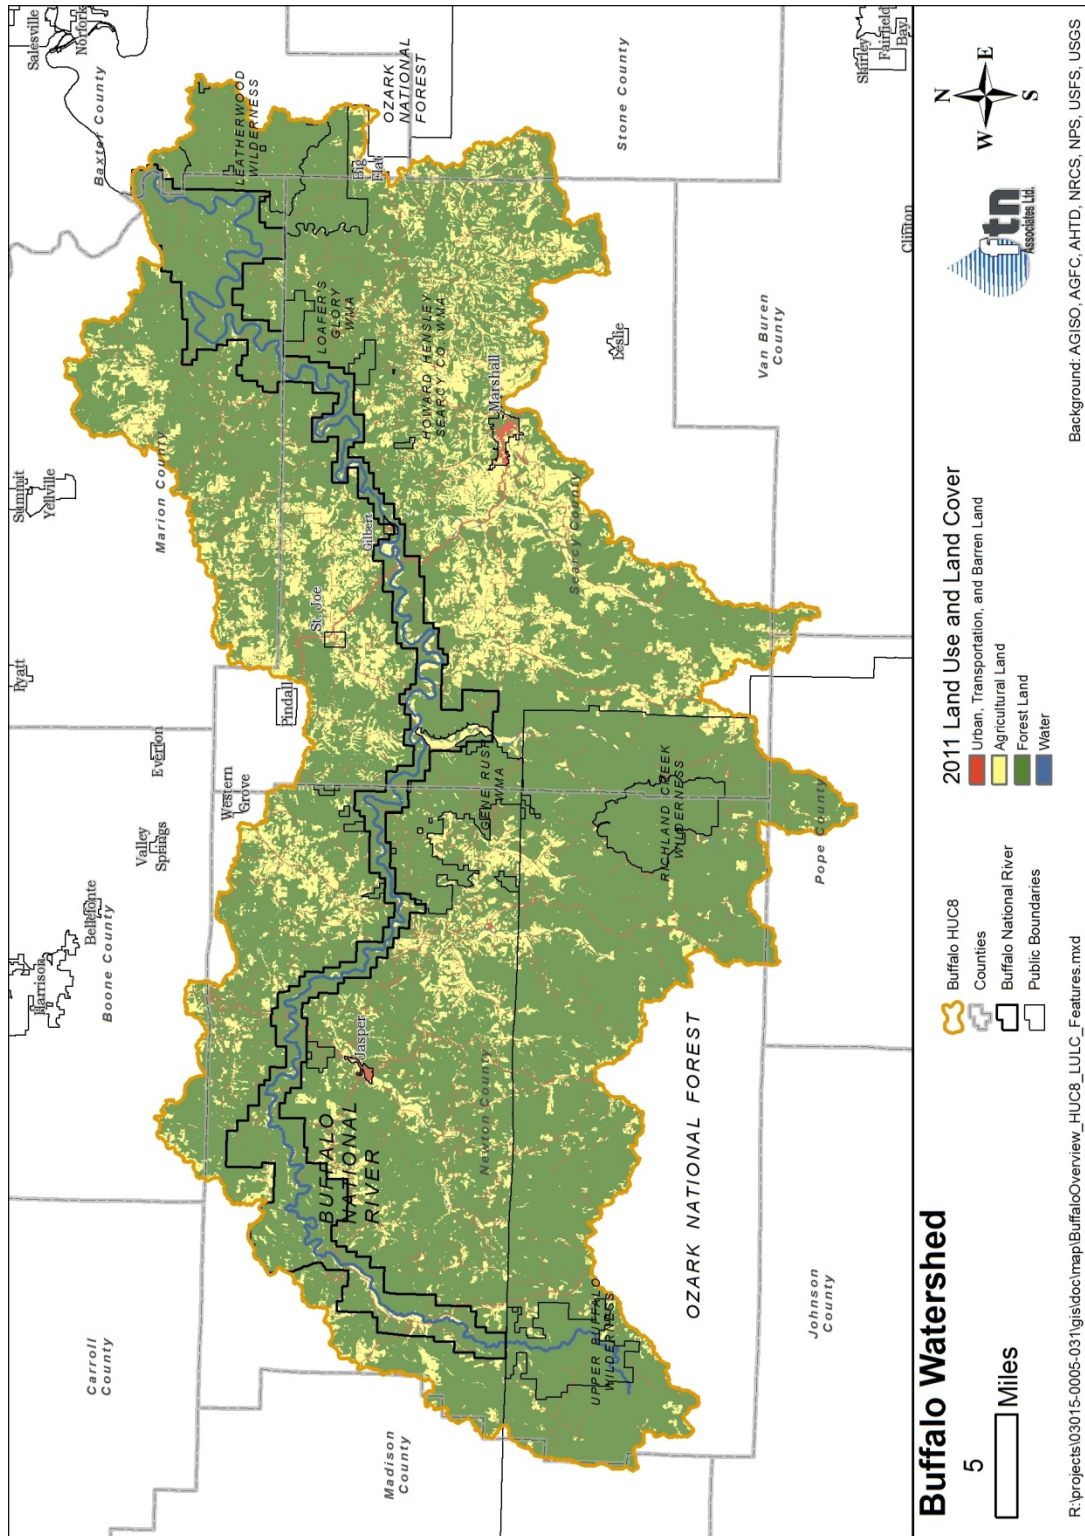 Salesville
Norfork
Baxter County
LEATHERWOOD
WILDERNESS
OZARK
NATIONAL
FOREST
Big
Flat
Stone County
Shirley
Fairfield
Bay
Summit
Yellville
Marion County
LOAFER'S
GLORY
WMA
HOWARD HENSLEY
SEARCY CO. WMA
Marshall
Leslie
Van Buren
County
Clinton
Pyatt
St. Joe
Gilbert
Searcy County
Pindall
Everton
Western
Grove
Valley
Springs
GENE RUSH
WMA
RICHLAND CREEK
WILDERNESS
Pope County
Harrison
Bellefonte
Boone County
Jasper
Newton County
BUFFALO
NATIONAL
RIVER
OZARK NATIONAL FOREST
Carroll
County
Madison
County
UPPER BUFFALO
WILDERNESS
Johnson
County
Buffalo Watershed
5
Miles
Buffalo HUC8
Counties
Buffalo National River
Public Boundaries
2011 Land Use and Land Cover
Urban, Transportation, and Barren Land
Agricultural Land
Forest Land
Water
ftn
Associates Ltd.
N
W
E
S
R:\projects\03015-0005-031\gis\doc\map\BuffaloOverview_HUC8_LULC_Features.mxd
Background: AGISO, AGFC, AHTD, NRCS, NPS, USFS, USGS